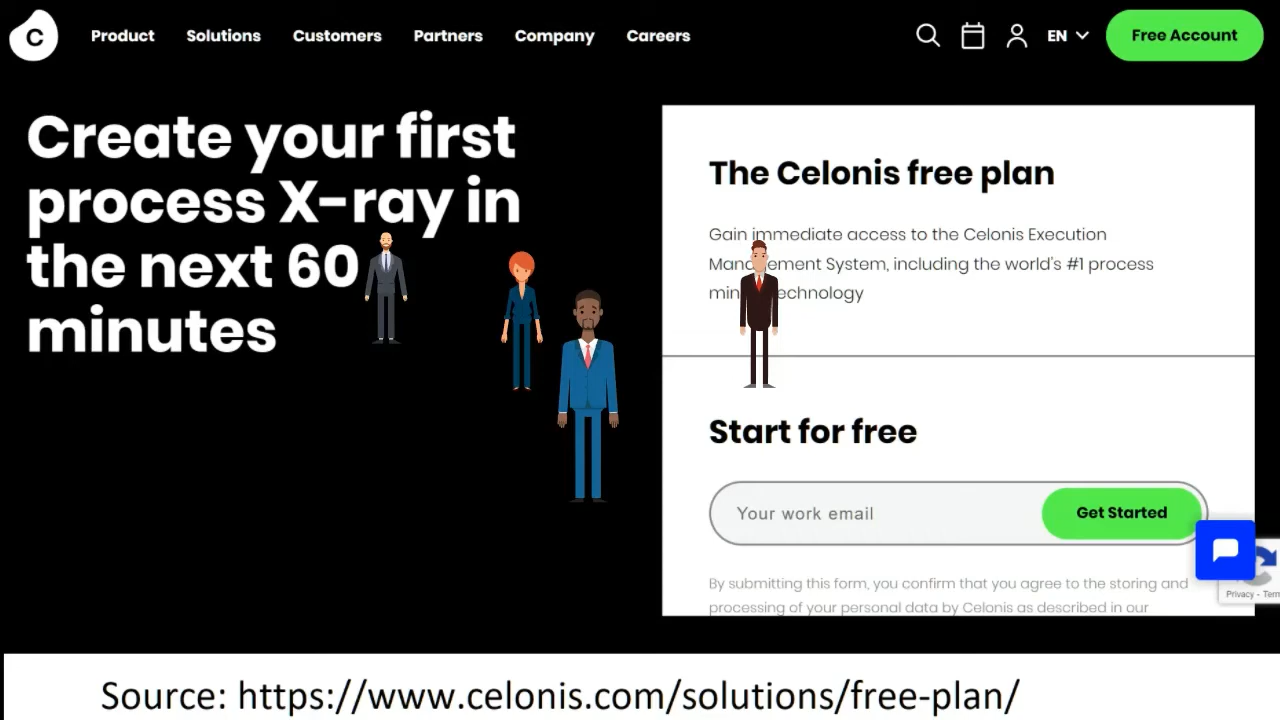 C
Product
Solutions
Customers
Partners
Company
Careers
EN
Free Account
Create your first
process X-ray in
the next 60
minutes
The Celonis free plan
Gain immediate access to the Celonis Execution
System, including the world's #1 process
technology
Start for free
Your work email
Get Started
By submitting this form, you confirm that you agree to the storing and
processing of your personal data by Celonis as described in our
Privacy -
Source: https://www.celonis.com/solutions/free-plan/